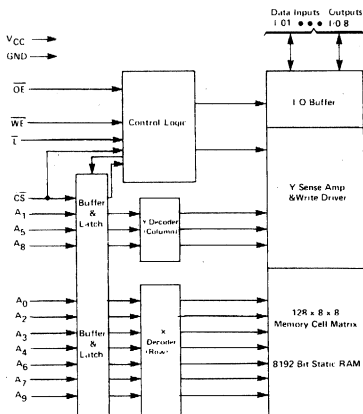 Data Inputs Outputs
I/O1 ••• I/O8
VCC
GND
OE
WE
L
CS
A1
A5
A8
A0
A2
A3
A4
A6
A7
A9
Control Logic
Buffer
&
Latch
Y Decoder
(Column)
Buffer
&
Latch
X
Decoder
(Row)
I/O Buffer
Y Sense Amp
&Write Driver
128 x 8 x 8
Memory Cell Matrix
8192 Bit Static RAM